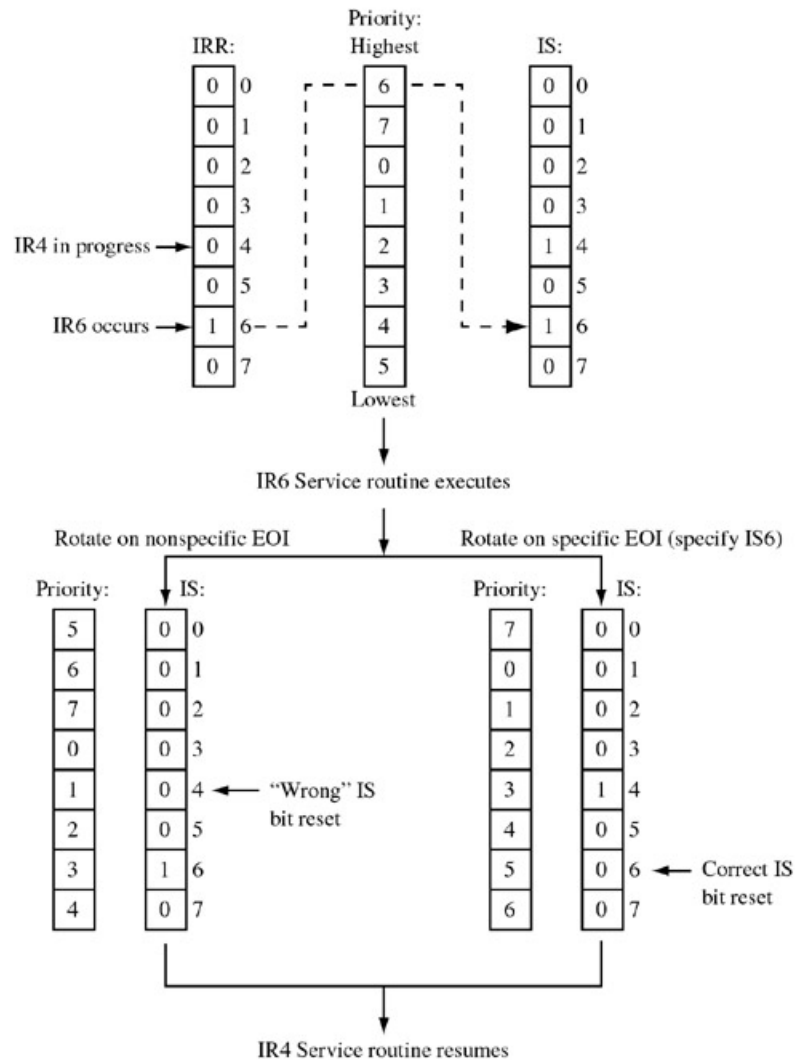 Priority:
IRR: Highest IS:
0 0 6 0 0
0 1 7 0 1
0 2 0 0 2
0 3 1 0 3
IR4 in progress 0 4 2 1 4
0 5 3 0 5
IR6 occurs 1 6 4 1 6
0 7 5 0 7
Lowest
IR6 Service routine executes
Rotate on nonspecific EOI Rotate on specific EOI (specify IS6)
Priority: IS: Priority: IS:
5 0 0 7 0 0
6 0 1 0 0 1
7 0 2 1 0 2
0 0 3 2 0 3
1 0 4 “Wrong” IS 3 1 4
bit reset
2 0 5 4 0 5
3 1 6 5 0 6 Correct IS
bit reset
4 0 7 6 0 7
IR4 Service routine resumes